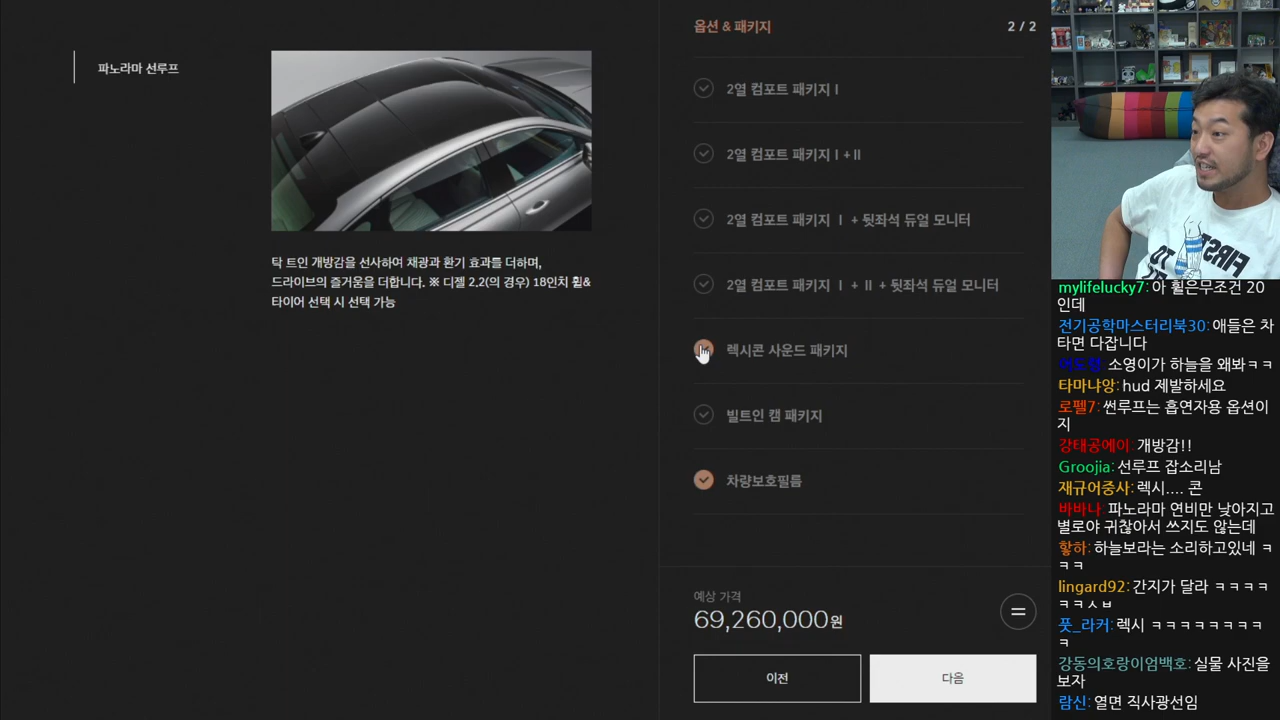 파노라마 선루프
탁 트인 개방감을 선사하여 채광과 환기 효과를 더하며,
드라이브의 즐거움을 더합니다. ※ 디젤 2.2(의 경우) 18인치 휠&
타이어 선택 시 선택 가능
옵션 & 패키지
2 / 2
2열 컴포트 패키지 I
2열 컴포트 패키지 I + II
2열 컴포트 패키지 I + 뒷좌석 듀얼 모니터
2열 컴포트 패키지 I + II + 뒷좌석 듀얼 모니터
렉시콘 사운드 패키지
빌트인 캠 패키지
차량보호필름
예상 가격
69,260,000원
이전
다음
FIRST
TO
mylifelucky7: 아 휠은무조건 20
인데
전기공학마스터리북30: 애들은 차
타면 다잡니다
소영이가 하늘을 왜봐ㅋㅋ
타마냐앙: hud 제발하세요
로펠7: 썬루프는 흡연자용 옵션이
지
강태공에이: 개방감!!
Groojia: 선루프 잡소리남
재규어중사: 렉시.... 콘
바바나: 파노라마 연비만 낮아지고
별로야 귀찮아서 쓰지도 않는데
핳하: 하늘보라는 소리하고있네 ㅋ
ㅋㅋ
lingard92: 간지가 달라 ㅋㅋㅋㅋ
ㅋㅋㅅㅂ
풋_라커: 렉시 ㅋㅋㅋㅋㅋㅋㅋㅋ
ㅋ
강동의호랑이엄백호: 실물 사진을
보자
람신: 열면 직사광선임